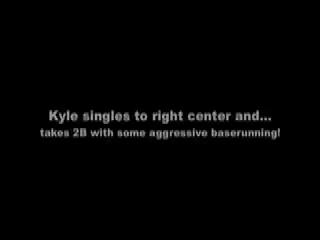 Kyle singles to right center and...
takes 2B with some aggressive baserunning!